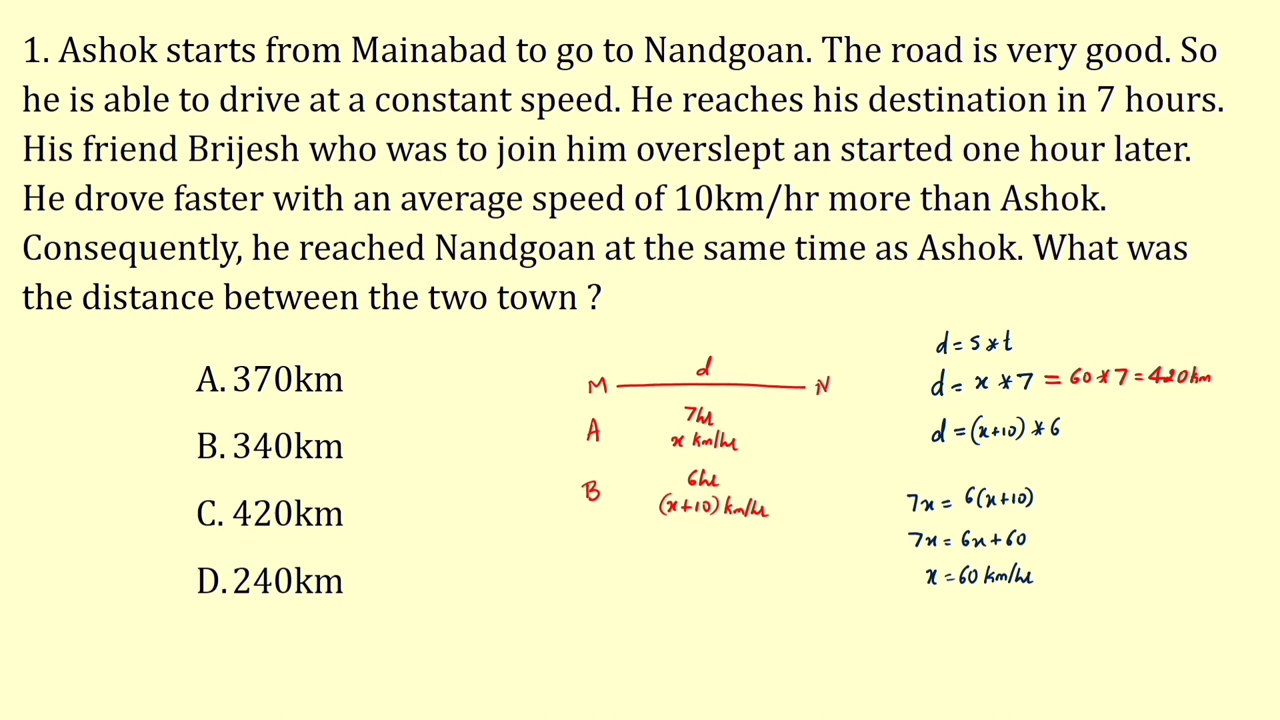 1. Ashok starts from Mainabad to go to Nandgoan. The road is very good. So
he is able to drive at a constant speed. He reaches his destination in 7 hours.
His friend Brijesh who was to join him overslept an started one hour later.
He drove faster with an average speed of 10km/hr more than Ashok.
Consequently, he reached Nandgoan at the same time as Ashok. What was
the distance between the two town ?
A. 370km
B. 340km
C. 420km
D. 240km
d
M N
A 7hr
x km/hr
B 6hr
(x+10) km/hr
d = s * t
d = x * 7 = 60 * 7 = 420 km
d = (x+10) * 6
7x = 6(x+10)
7x = 6x + 60
x = 60 km/hr